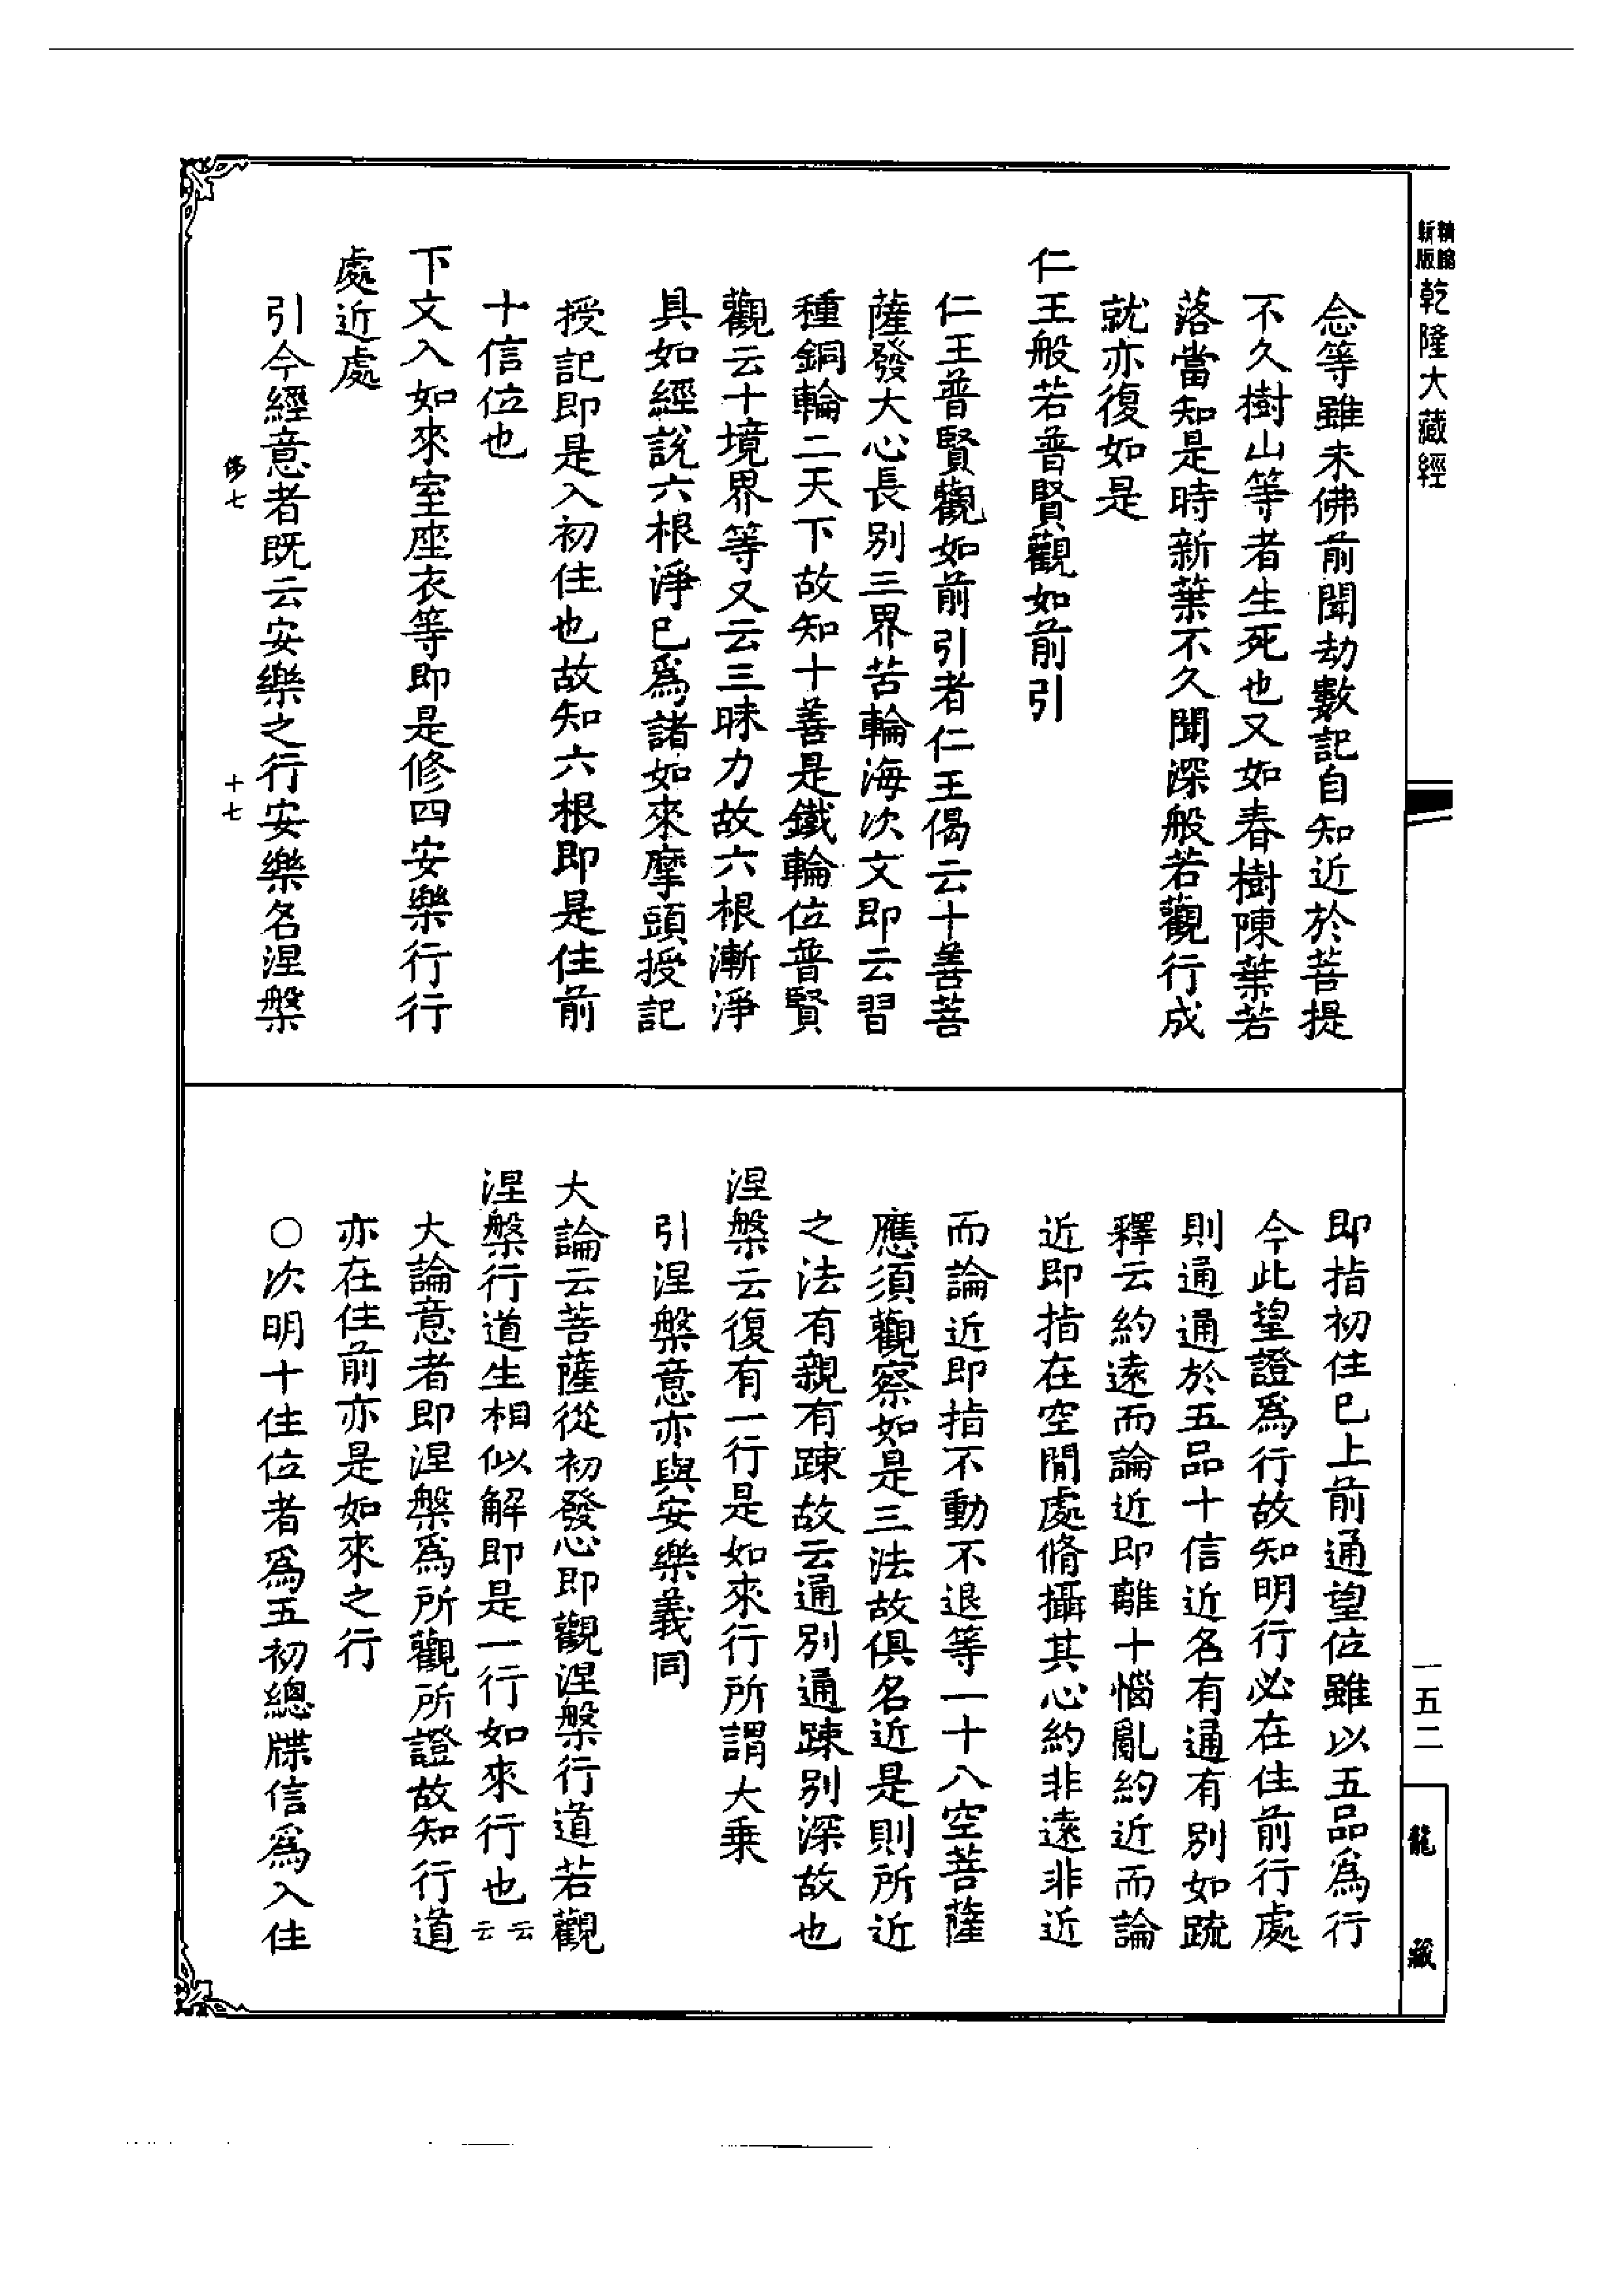 精縮新版乾隆大藏經
念等雖未佛前聞劫數記自知近於菩提
不久樹山等者生死也又如春樹陳葉若
落當知是時新葉不久聞深般若觀行成
就亦復如是
仁王般若普賢觀如前引
仁王普賢觀如前引者仁王偈云十善菩
薩發大心長別三界苦輪海次文即云習
種銅輪二天下故知十善是鐵輪位普賢
觀云十境界等又云三昧力故六根漸淨
具如經說六根淨已爲諸如來摩頭授記
授記即是入初住也故知六根即是住前
十信位也
下文入如來室座衣等即是修四安樂行行
處近處
引今經意者既云安樂之行安樂名涅槃
十七
即指初住已上前通望位雖以五品爲行
今此望證爲行故知明行必在住前行處
則通通於五品十信近名有通有別如疏
釋云約遠而論近即離十惱亂約近而論
近即指在空閒處脩攝其心約非遠非近
而論近即指不動不退等一十八空菩薩
應須觀察如是三法故俱名近是則所近
之法有親有踈故云通別通踈別深故也
涅槃云復有一行是如來行所謂大乗
引涅槃意亦與安樂義同
大論云菩薩從初發心即觀涅槃行道若觀
涅槃行道生相似解即是一行如來行也云云
大論意者即涅槃爲所觀所證故知行道
亦在住前亦是如來之行
○次明十住位者爲五初總牒信爲入住
一五二
龍藏